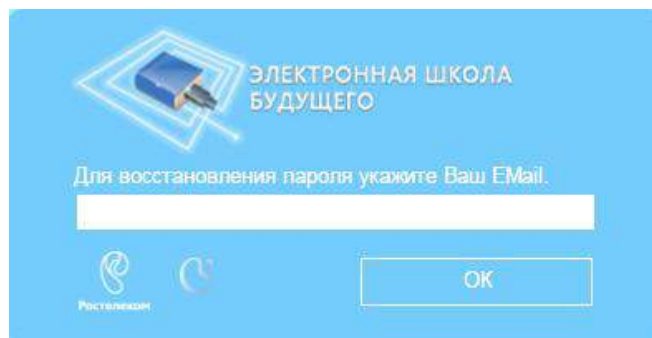 ЭЛЕКТРОННАЯ ШКОЛА
БУДУЩЕГО
Для восстановления пароля укажите Ваш EMail.
Ростелеком
OK